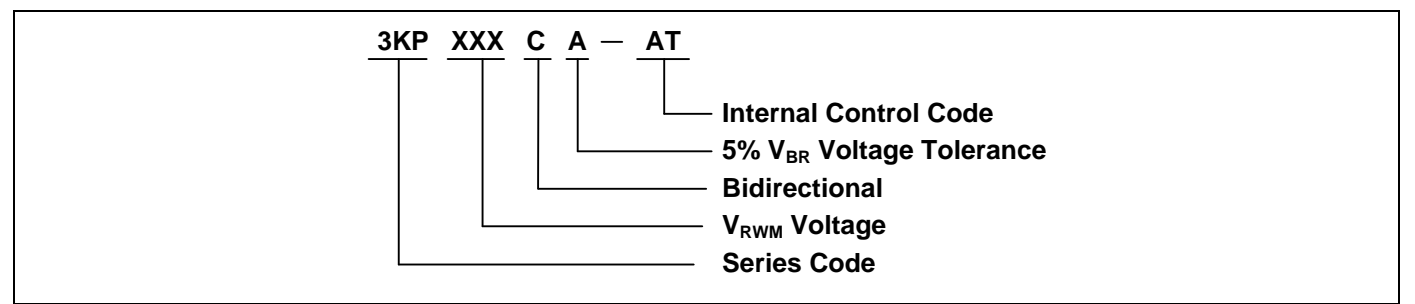 3KP XXX C A — AT
Internal Control Code
5% VBR Voltage Tolerance
Bidirectional
VRWM Voltage
Series Code